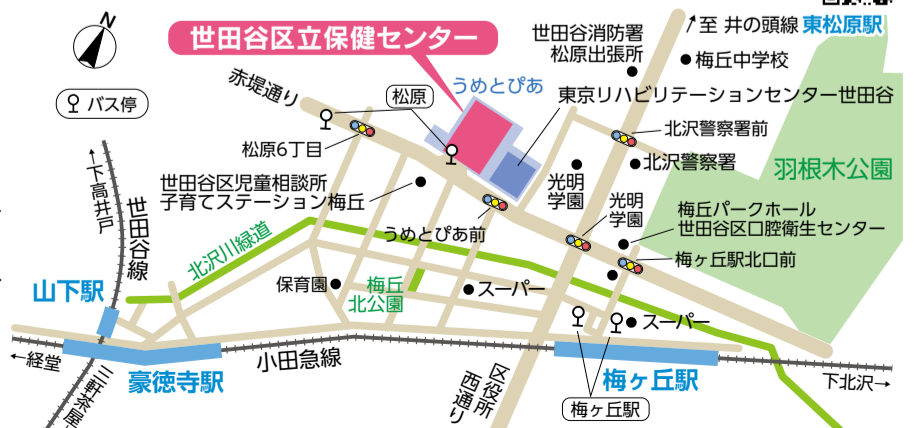 N
世田谷区立保健センター
世田谷消防署
松原出張所
↗至 井の頭線 東松原駅
梅丘中学校
バス停
赤堤通り
松原
うめとぴあ
東京リハビリテーションセンター世田谷
北沢警察署前
松原6丁目
北沢警察署
羽根木公園
←下高井戸
世田谷線
世田谷区児童相談所
子育てステーション梅丘
光明
学園
光明
学園
梅丘パークホール
世田谷区口腔衛生センター
うめとぴあ前
梅ヶ丘駅北口前
北沢川緑道
山下駅
保育園
梅丘
北公園
スーパー
スーパー
←経堂
豪徳寺駅
小田急線
梅ヶ丘駅
下北沢→
三軒茶屋
区役所
西通り
梅ヶ丘駅